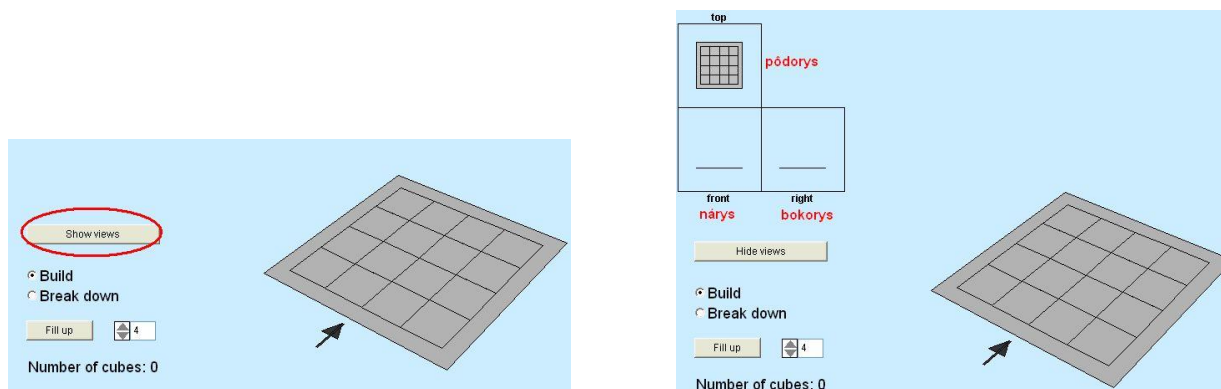 Show views
Build
Break down
Fill up
4
Number of cubes: 0
top
pôdorys
front
right
nárys
bokorys
Hide views
Build
Break down
Fill up
4
Number of cubes: 0